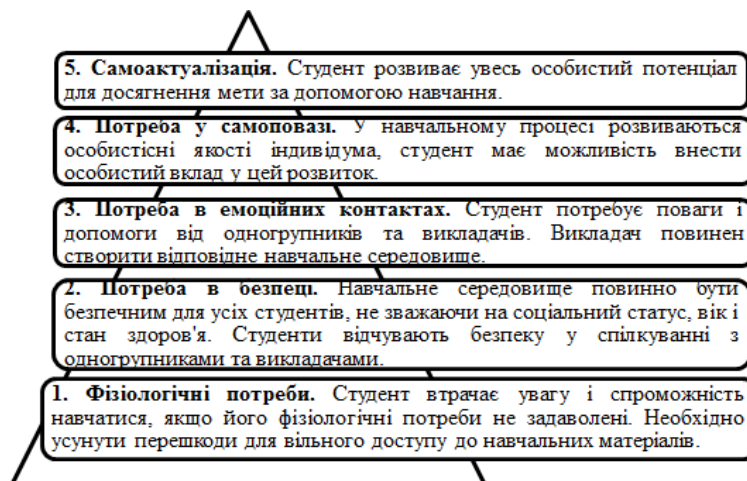 5. Самоактуалізація. Студент розвиває увесь особистий потенціал
для досягнення мети за допомогою навчання.
4. Потреба у самоповазі. У навчальному процесі розвиваються
особистісні якості індивідума, студент має можливість внести
особистий вклад у цей розвиток.
3. Потреба в емоційних контактах. Студент потребує поваги і
допомоги від одногрупників та викладачів. Викладач повинен
створити відповідне навчальне середовище.
2. Потреба в безпеці. Навчальне середовище повинно бути
безпечним для усіх студентів, не зважаючи на соціальний статус, вік і
стан здоров'я. Студенти відчувають безпеку у спілкуванні з
одногрупниками та викладачами.
1. Фізіологічні потреби. Студент втрачає увагу і спроможність
навчатися, якщо його фізіологічні потреби не задаволені. Необхідно
усунути перешкоди для вільного доступу до навчальних матеріалів.